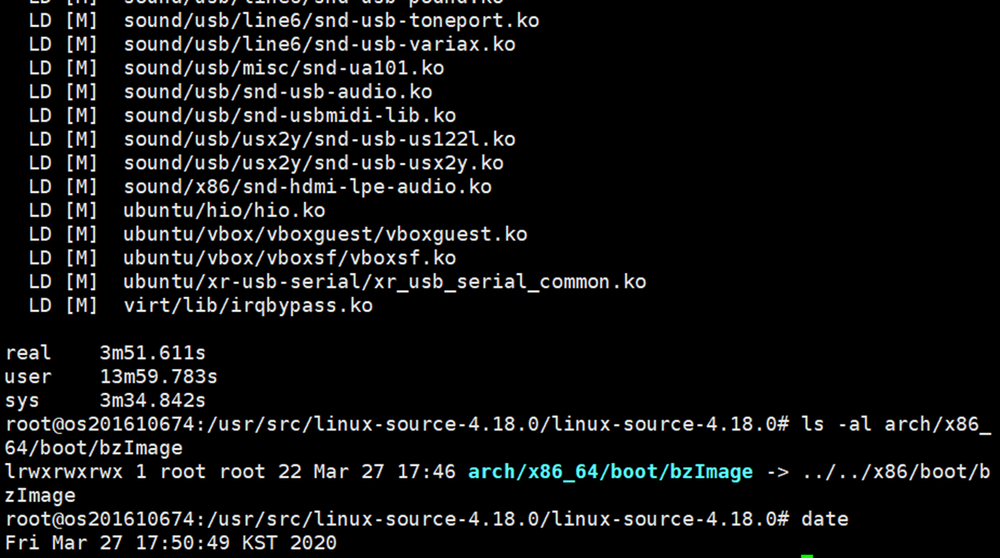 LD [M]  sound/usb/line6/snd-usb-podhd.ko
LD [M]  sound/usb/line6/snd-usb-toneport.ko
LD [M]  sound/usb/line6/snd-usb-variax.ko
LD [M]  sound/usb/misc/snd-ua101.ko
LD [M]  sound/usb/snd-usb-audio.ko
LD [M]  sound/usb/snd-usbmidi-lib.ko
LD [M]  sound/usb/usx2y/snd-usb-us122l.ko
LD [M]  sound/usb/usx2y/snd-usb-usx2y.ko
LD [M]  sound/x86/snd-hdmi-lpe-audio.ko
LD [M]  ubuntu/hio/hio.ko
LD [M]  ubuntu/vbox/vboxguest/vboxguest.ko
LD [M]  ubuntu/vbox/vboxsf/vboxsf.ko
LD [M]  ubuntu/xr-usb-serial/xr_usb_serial_common.ko
LD [M]  virt/lib/irqbypass.ko
real    3m51.611s
user    13m59.783s
sys     3m34.842s
root@os201610674:/usr/src/linux-source-4.18.0/linux-source-4.18.0# ls -al arch/x86_
64/boot/bzImage
lrwxrwxrwx 1 root root 22 Mar 27 17:46 arch/x86_64/boot/bzImage -> ../../x86/boot/b
zImage
root@os201610674:/usr/src/linux-source-4.18.0/linux-source-4.18.0# date
Fri Mar 27 17:50:49 KST 2020